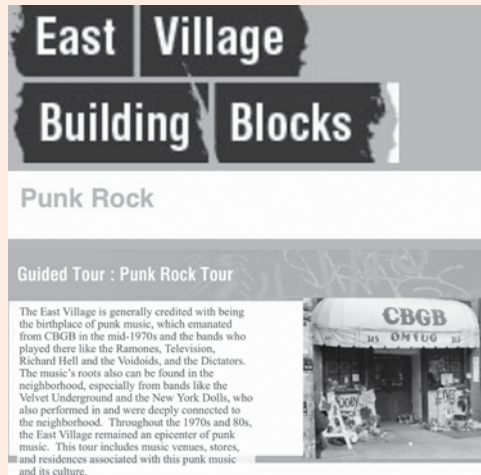 East Village
Building Blocks
Punk Rock
Guided Tour : Punk Rock Tour
The East Village is generally credited with being
the birthplace of punk music, which emanated
from CBGB in the mid-1970s and the bands who
played there like the Ramones, Television,
Richard Hell and the Voidoids, and the Dictators.
The music's roots also can be found in the
neighborhood, especially from bands like the
Velvet Underground and the New York Dolls, who
also performed in and were deeply connected to
the neighborhood. Throughout the 1970s and 80s,
the East Village remained an epicenter of punk
music. This tour includes music venues, stores,
and residences associated with this punk music
and its culture.
CBGB
315 OMFUG 313